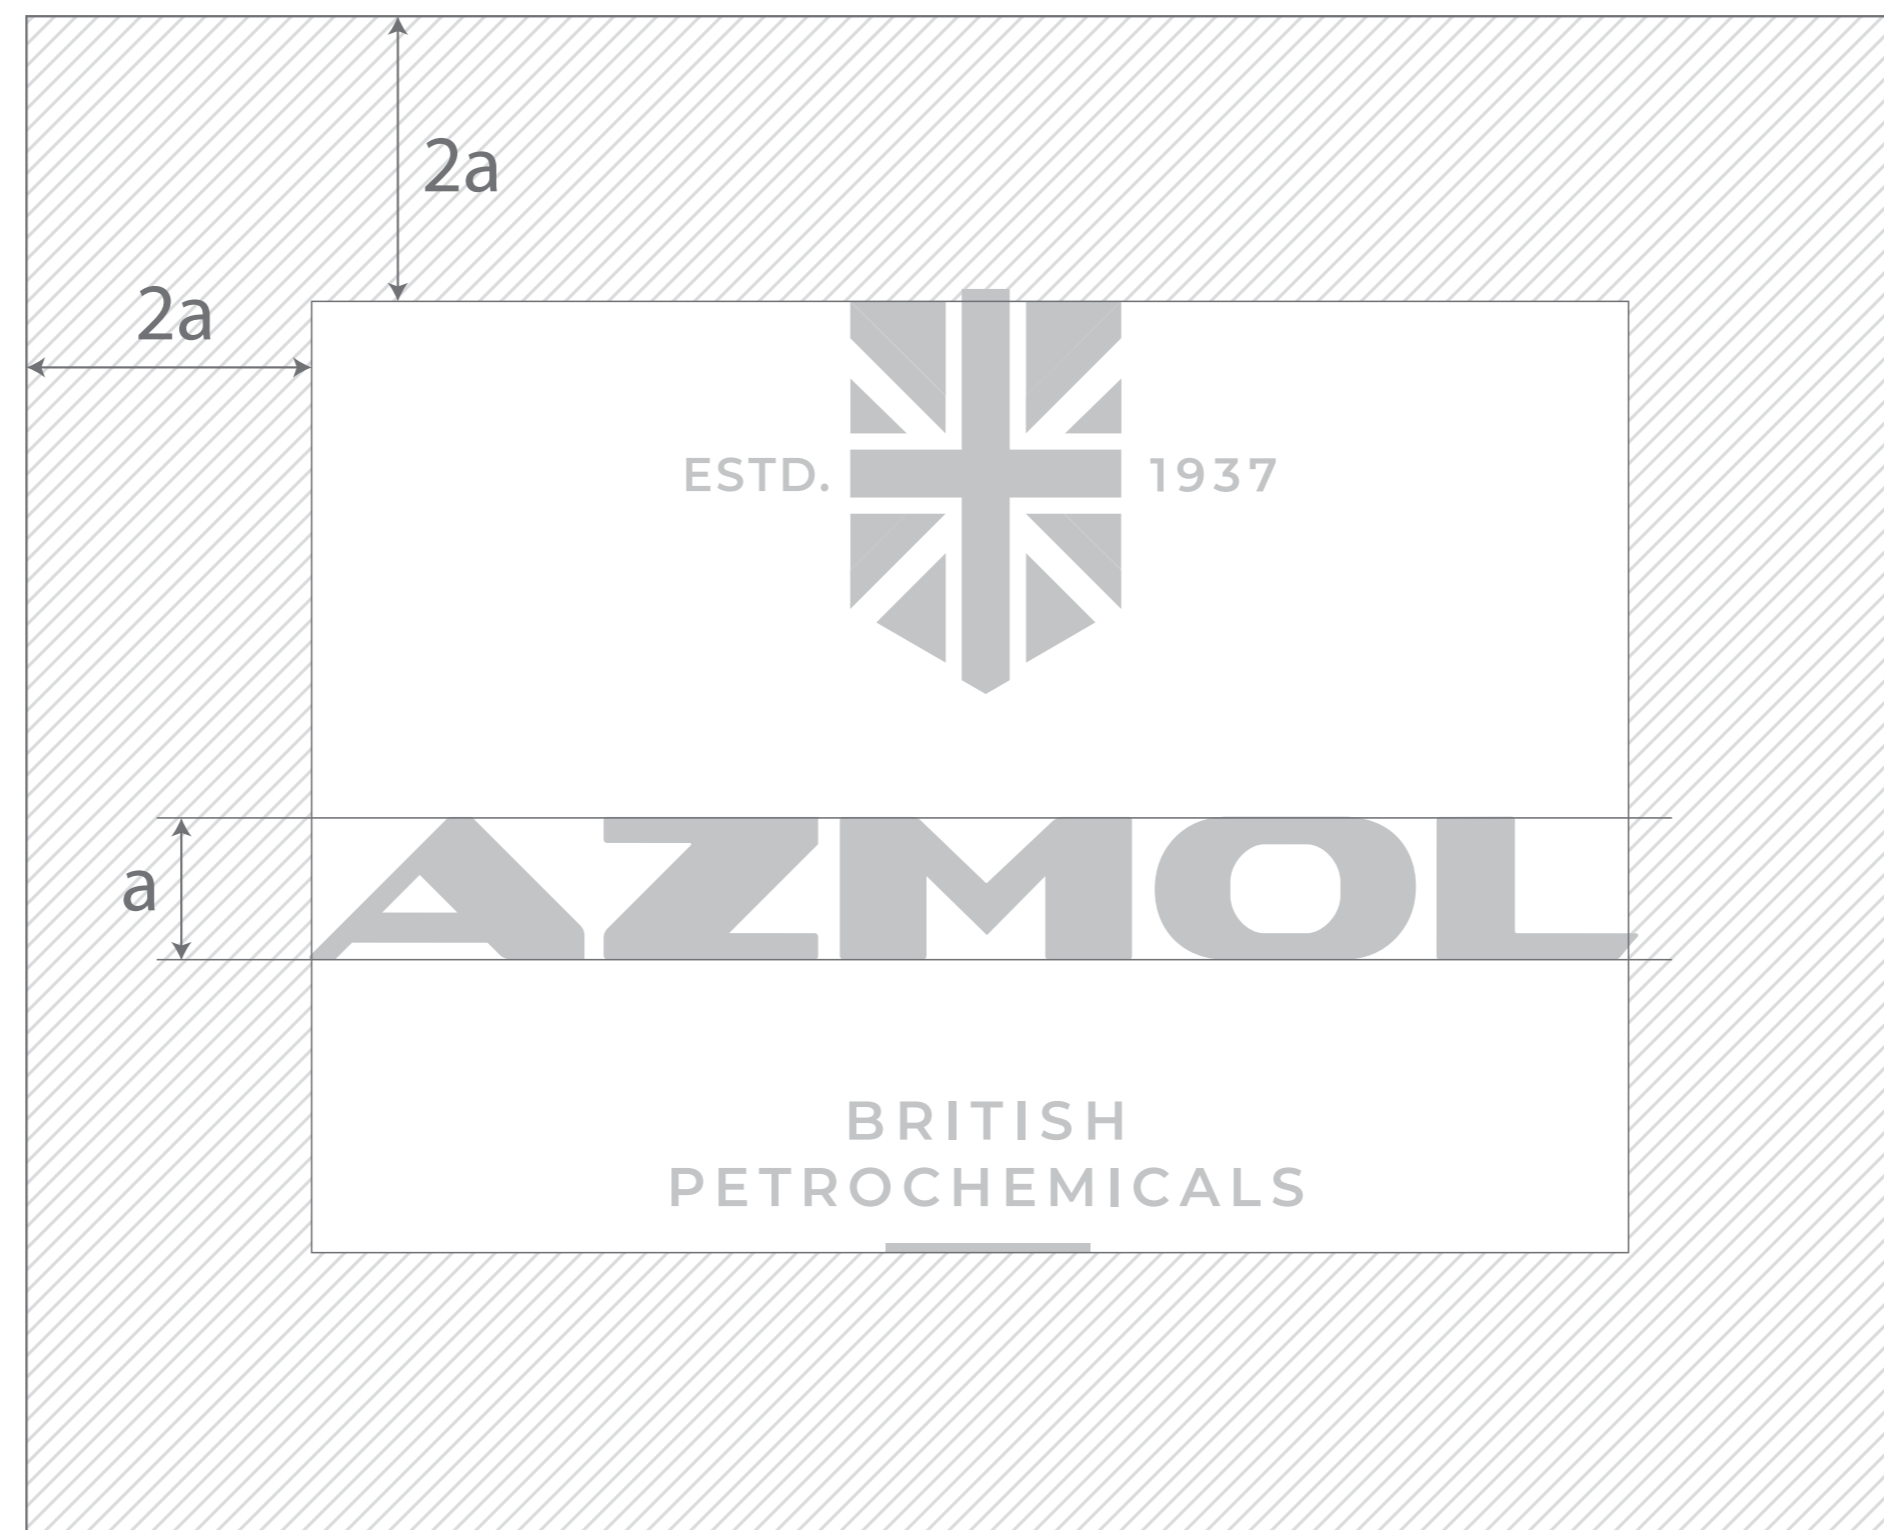 2a
2a
ESTD. 1937
a
AZMOL
BRITISH
PETROCHEMICALS